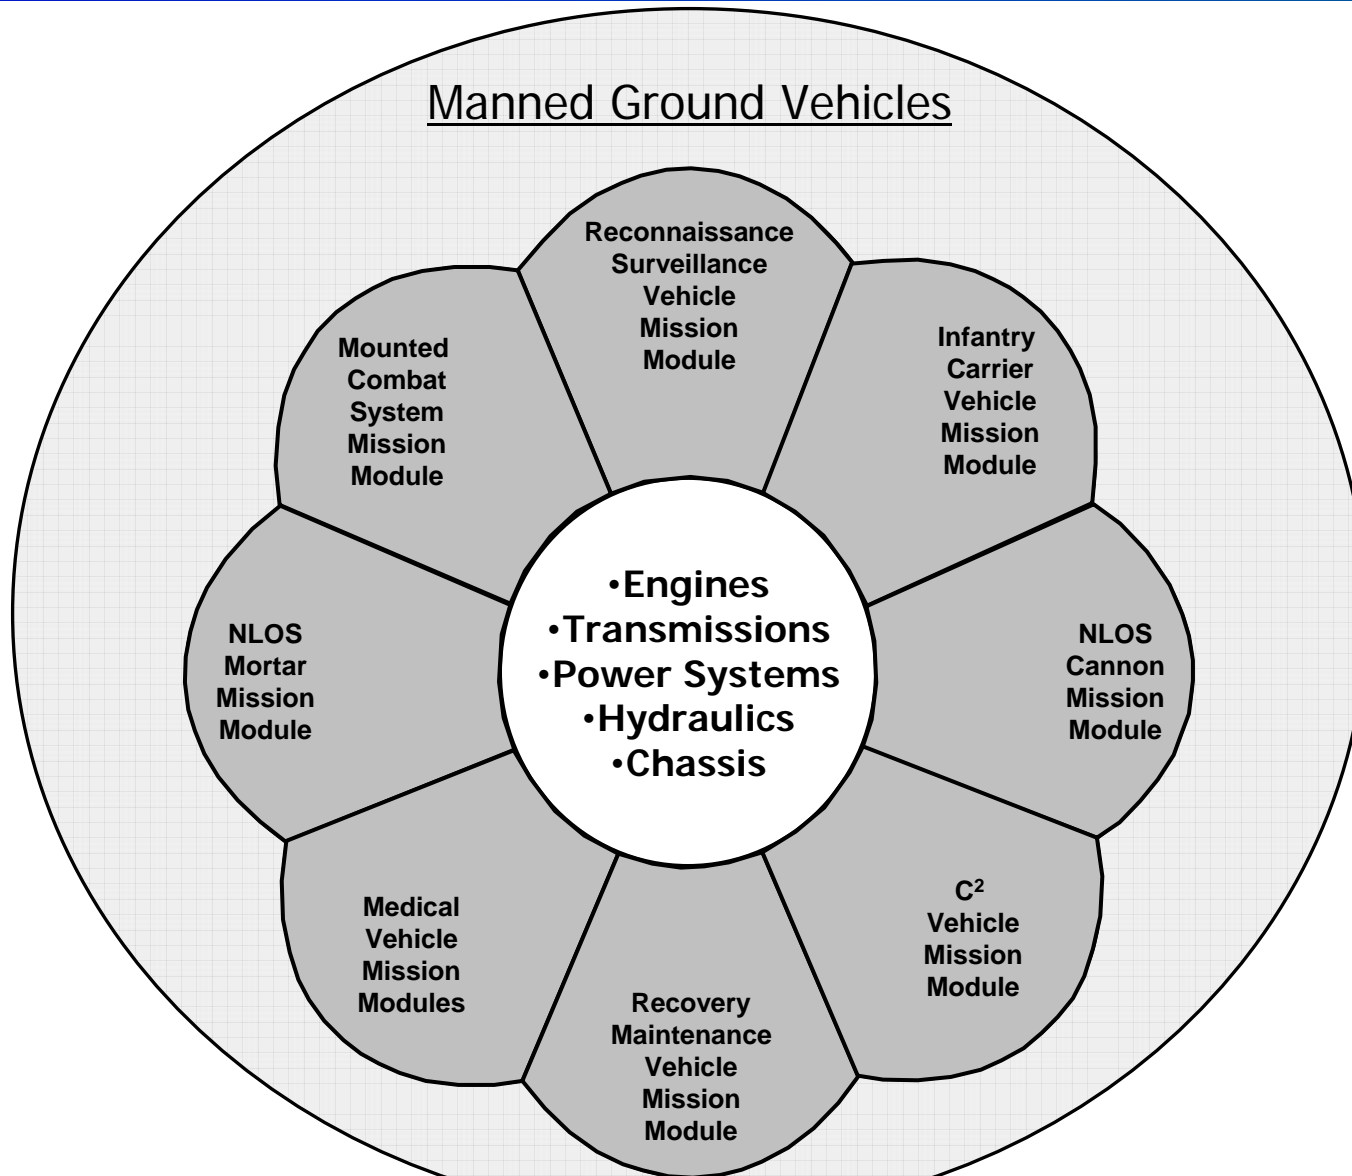 Manned Ground Vehicles
Reconnaissance
Surveillance
Vehicle
Mission
Module
Infantry
Carrier
Vehicle
Mission
Module
Mounted
Combat
System
Mission
Module
•Engines
•Transmissions
•Power Systems
•Hydraulics
•Chassis
NLOS
Mortar
Mission
Module
NLOS
Cannon
Mission
Module
C²
Vehicle
Mission
Module
Medical
Vehicle
Mission
Modules
Recovery
Maintenance
Vehicle
Mission
Module